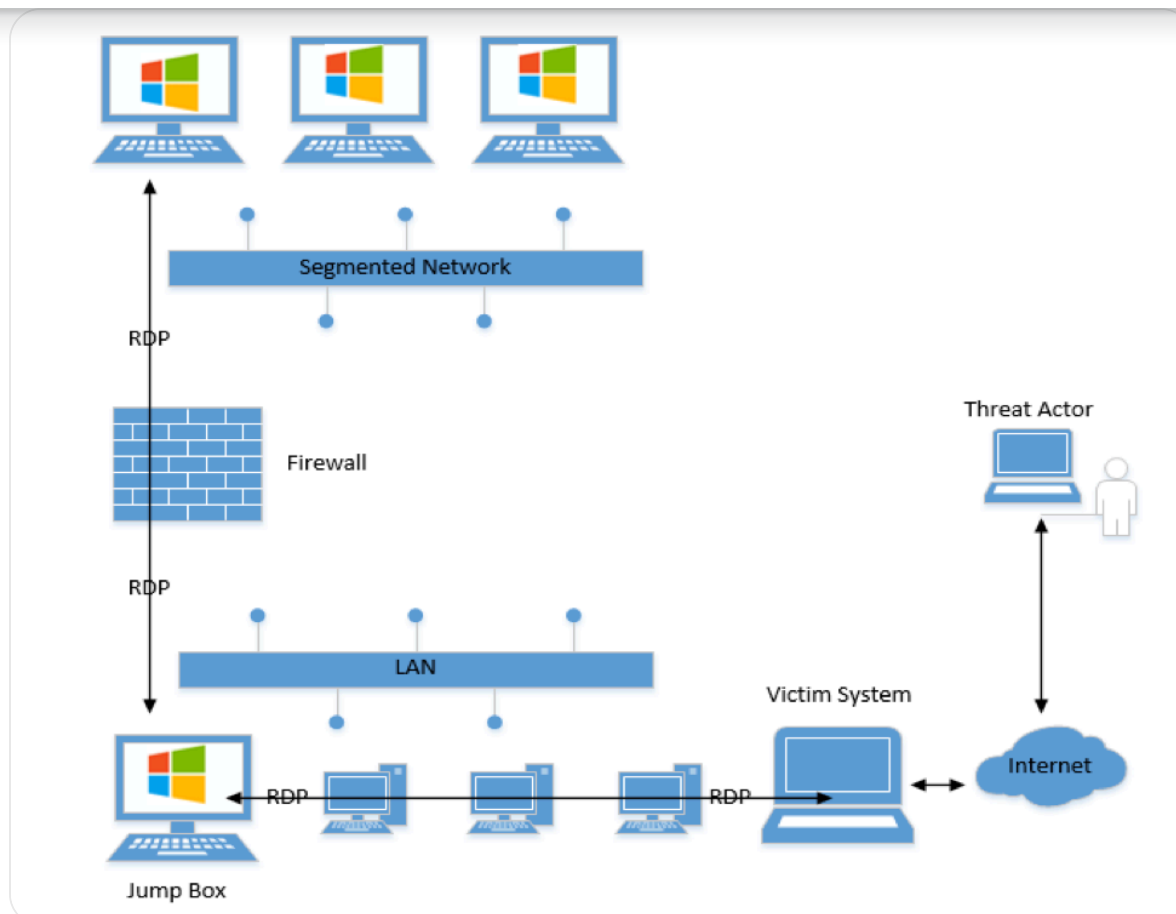 Segmented Network
RDP
Threat Actor
Firewall
RDP
LAN
Victim System
Internet
RDP
RDP
Jump Box